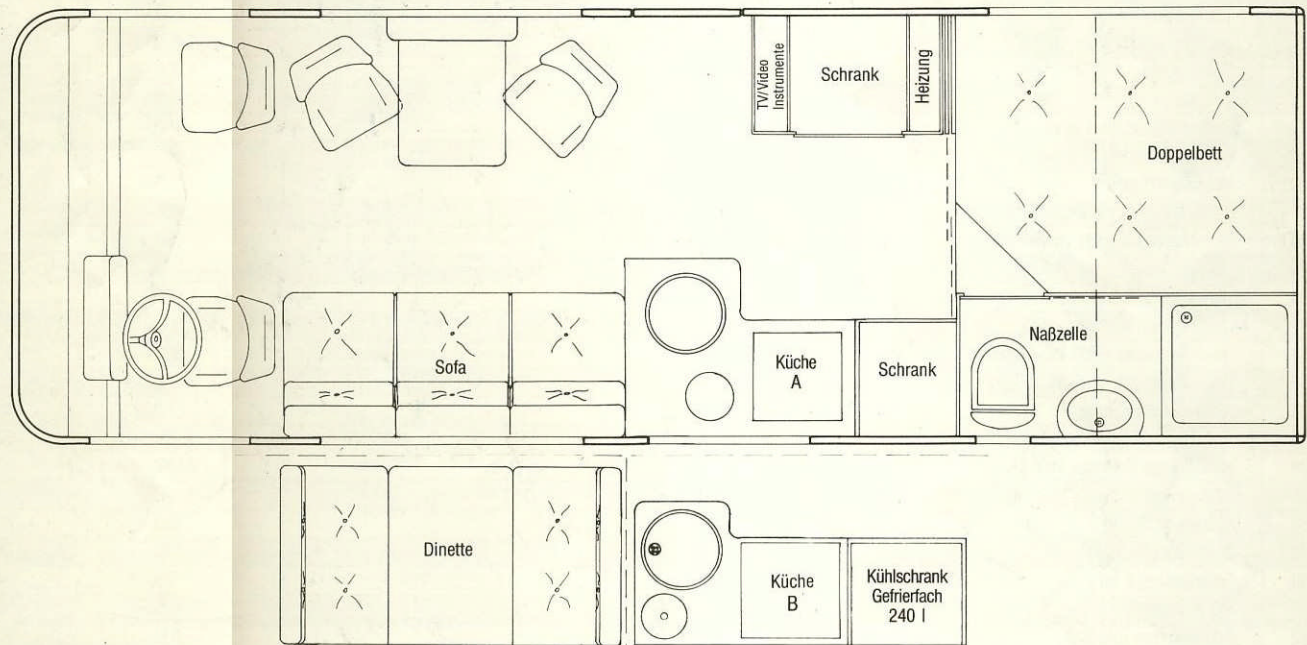 TV/Video
Instrumente
Schrank
Heizung
Doppelbett
Sofa
Küche
A
Schrank
Naßzelle
Dinette
Küche
B
Kühlschrank
Gefrierfach
240 l